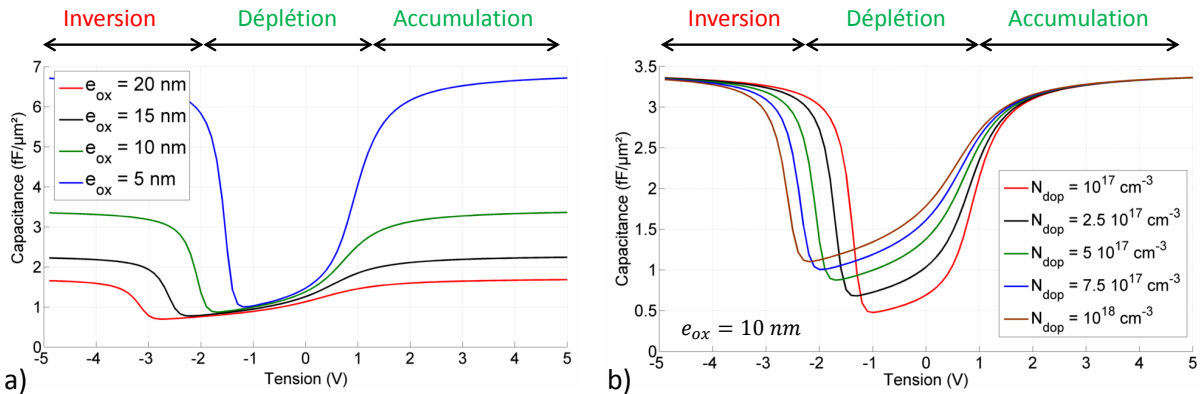 Inversion Déplétion Accumulation
7
6
5
4
3
2
1
0
Capacitance (fF/µm²)
e_ox = 20 nm
e_ox = 15 nm
e_ox = 10 nm
e_ox = 5 nm
-5 -4 -3 -2 -1 0 1 2 3 4 5
Tension (V)
a)
Inversion Déplétion Accumulation
3.5
3
2.5
2
1.5
1
0.5
0
Capacitance (fF/µm²)
N_dop = 10^17 cm^-3
N_dop = 2.5 10^17 cm^-3
N_dop = 5 10^17 cm^-3
N_dop = 7.5 10^17 cm^-3
N_dop = 10^18 cm^-3
e_ox = 10 nm
-5 -4 -3 -2 -1 0 1 2 3 4 5
Tension (V)
b)